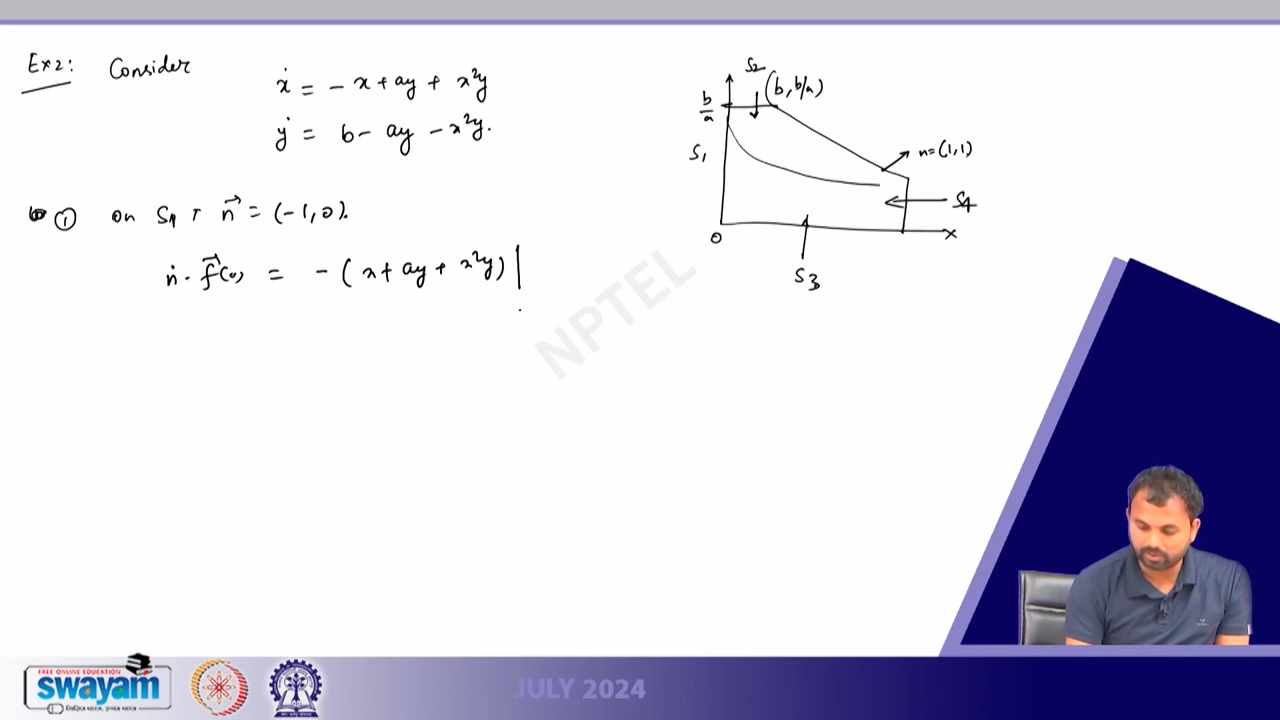 Ex2: Consider
ẋ = - x + ay + x²y
ẏ = b - ay - x²y.
① on S₁, n⃗ = (-1, 0).
n̂ · f⃗(0) = - (x + ay + x²y) |
S₂
(b, b/a)
b/a
S₁
n=(1,1)
S₄
0
x
S₃
NPTEL
FREE ONLINE EDUCATION
swayam
JULY 2024